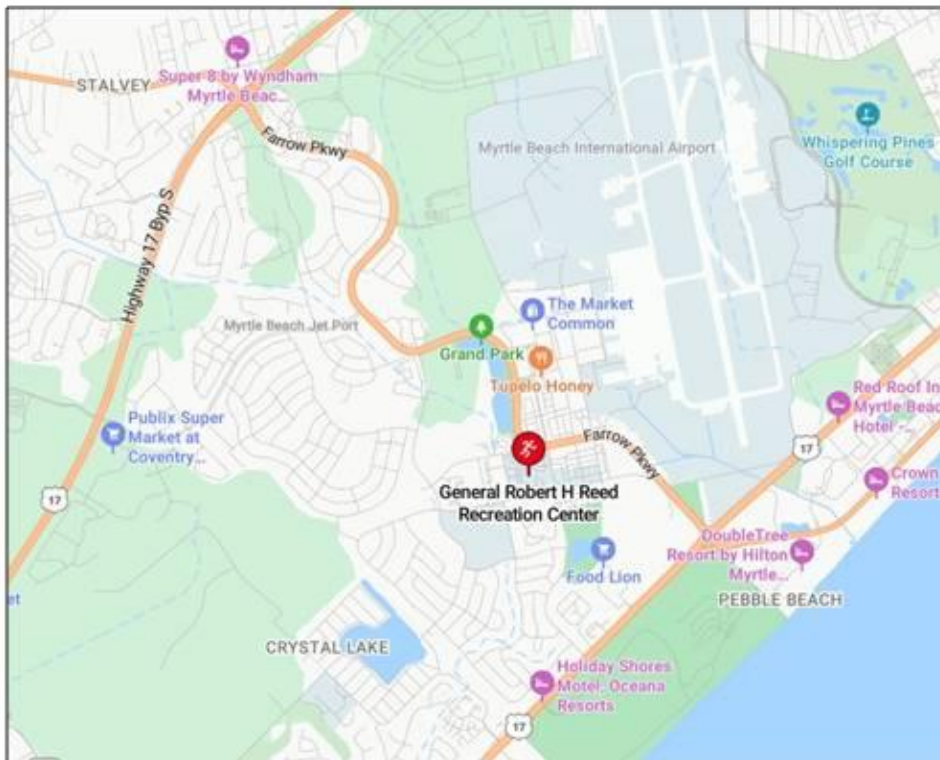 Super 8 by Wyndham
Myrtle Beac...
STALVEY
Farrow Pkwy
Myrtle Beach International Airport
Whispering Pines
Golf Course
Highway 17 Byp S
The Market
Common
Myrtle Beach Jet Port
Grand Park
Tupelo Honey
Red Roof In
Myrtle Beac
Hotel -...
Publix Super
Market at
Coventry...
Farrow Pkwy
17
Crown
Resort
17
General Robert H Reed
Recreation Center
DoubleTree
Resort by Hilton
Myrtle...
Food Lion
PEBBLE BEACH
et
CRYSTAL LAKE
Holiday Shores
Motel, Oceana
Resorts
17